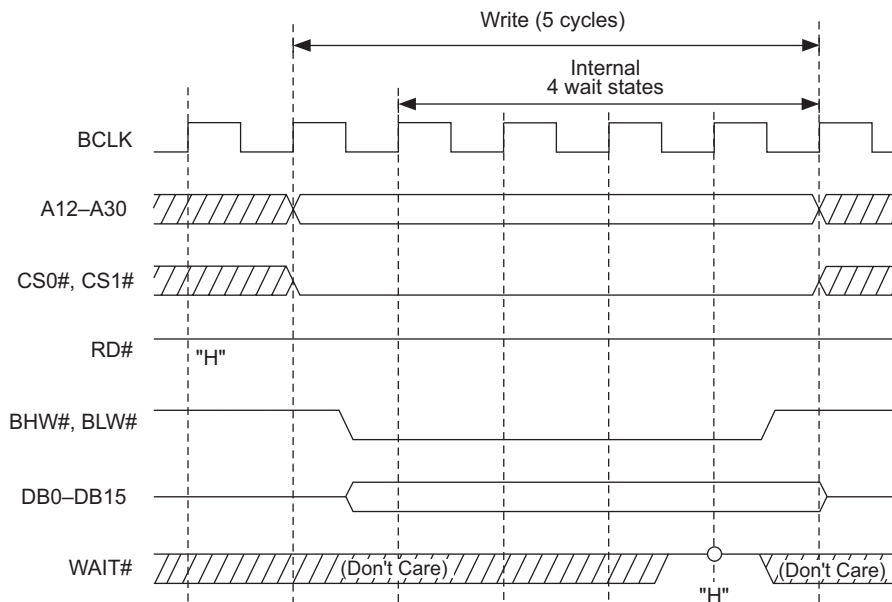 Write (5 cycles)
Internal
4 wait states
BCLK
A12–A30
CS0#, CS1#
RD#
"H"
BHW#, BLW#
DB0–DB15
WAIT#
(Don't Care)
(Don't Care)
"H"